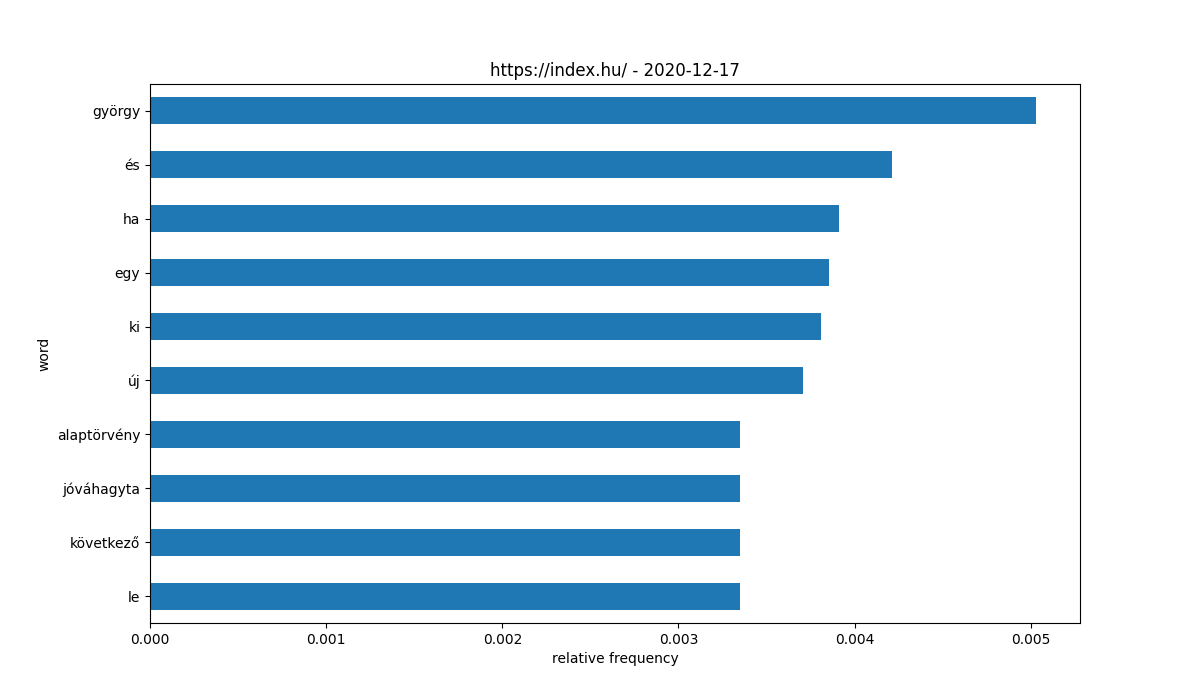 https://index.hu/ - 2020-12-17
györgy
és
ha
egy
ki
új
alaptörvény
jóváhagyta
következő
le
word
0.000 0.001 0.002 0.003 0.004 0.005
relative frequency